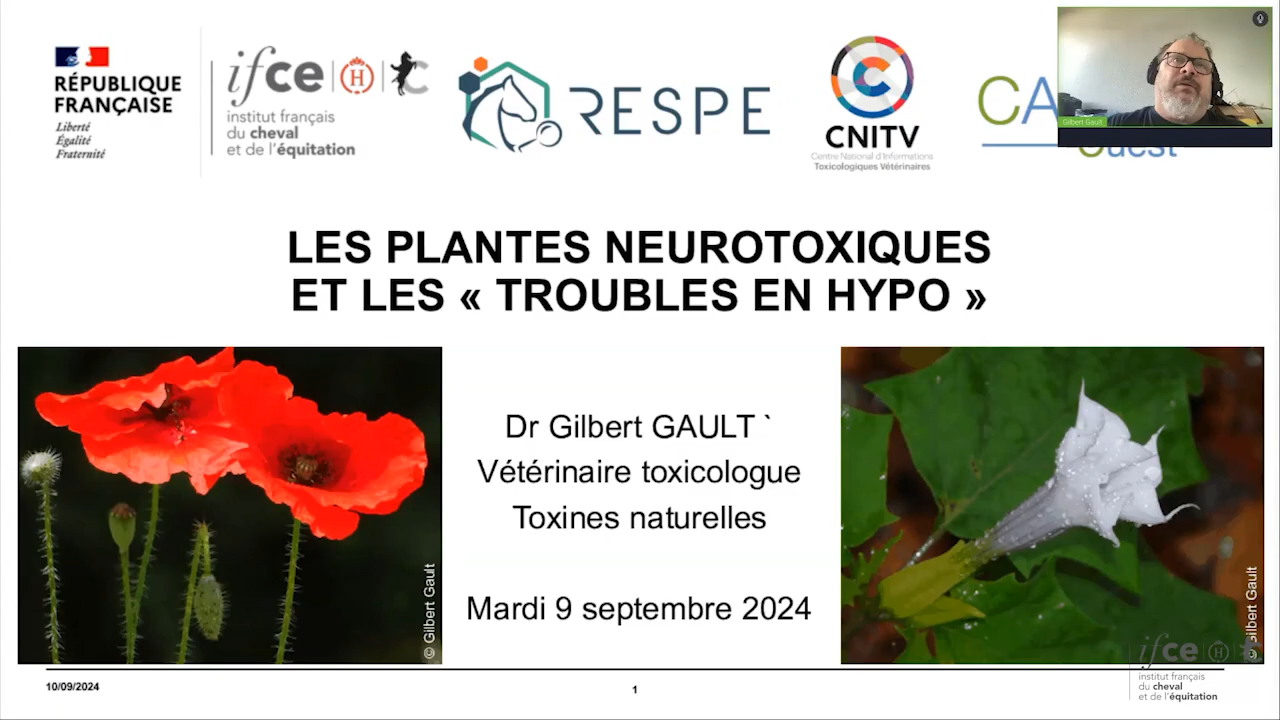 RÉPUBLIQUE
FRANÇAISE
Liberté
Égalité
Fraternité
ifce
H
C
institut français
du cheval
et de l'équitation
RESPE
C
CNITV
Centre National d'Informations
Toxicologiques Vétérinaires
CA
Ouest
Gilbert Gault
LES PLANTES NEUROTOXIQUES
ET LES « TROUBLES EN HYPO »
Dr Gilbert GAULT `
Vétérinaire toxicologue
Toxines naturelles
Mardi 9 septembre 2024
© Gilbert Gault
© Gilbert Gault
10/09/2024
1
ifce
H
C
institut français
du cheval
et de l'équitation